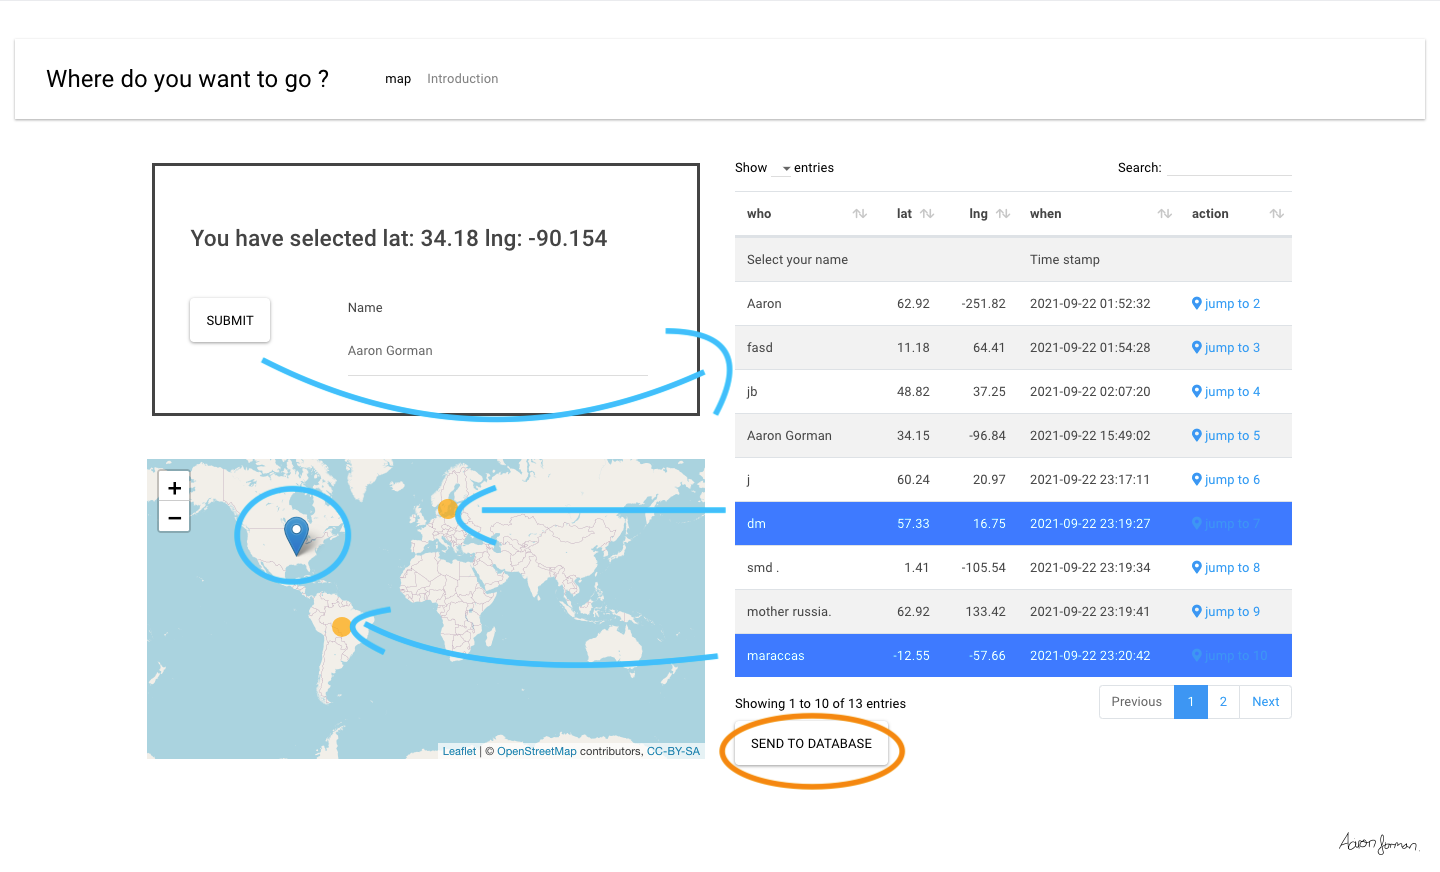 Where do you want to go ? map Introduction
You have selected lat: 34.18 lng: -90.154
SUBMIT
Name
Aaron Gorman
+
−
Leaflet | © OpenStreetMap contributors, CC-BY-SA
Show entries Search:
who lat lng when action
Select your name Time stamp
Aaron 62.92 -251.82 2021-09-22 01:52:32 jump to 2
fasd 11.18 64.41 2021-09-22 01:54:28 jump to 3
jb 48.82 37.25 2021-09-22 02:07:20 jump to 4
Aaron Gorman 34.15 -96.84 2021-09-22 15:49:02 jump to 5
j 60.24 20.97 2021-09-22 23:17:11 jump to 6
dm 57.33 16.75 2021-09-22 23:19:27 jump to 7
smd . 1.41 -105.54 2021-09-22 23:19:34 jump to 8
mother russia. 62.92 133.42 2021-09-22 23:19:41 jump to 9
maraccas -12.55 -57.66 2021-09-22 23:20:42 jump to 10
Showing 1 to 10 of 13 entries Previous 1 2 Next
SEND TO DATABASE
Aaron Gorman.